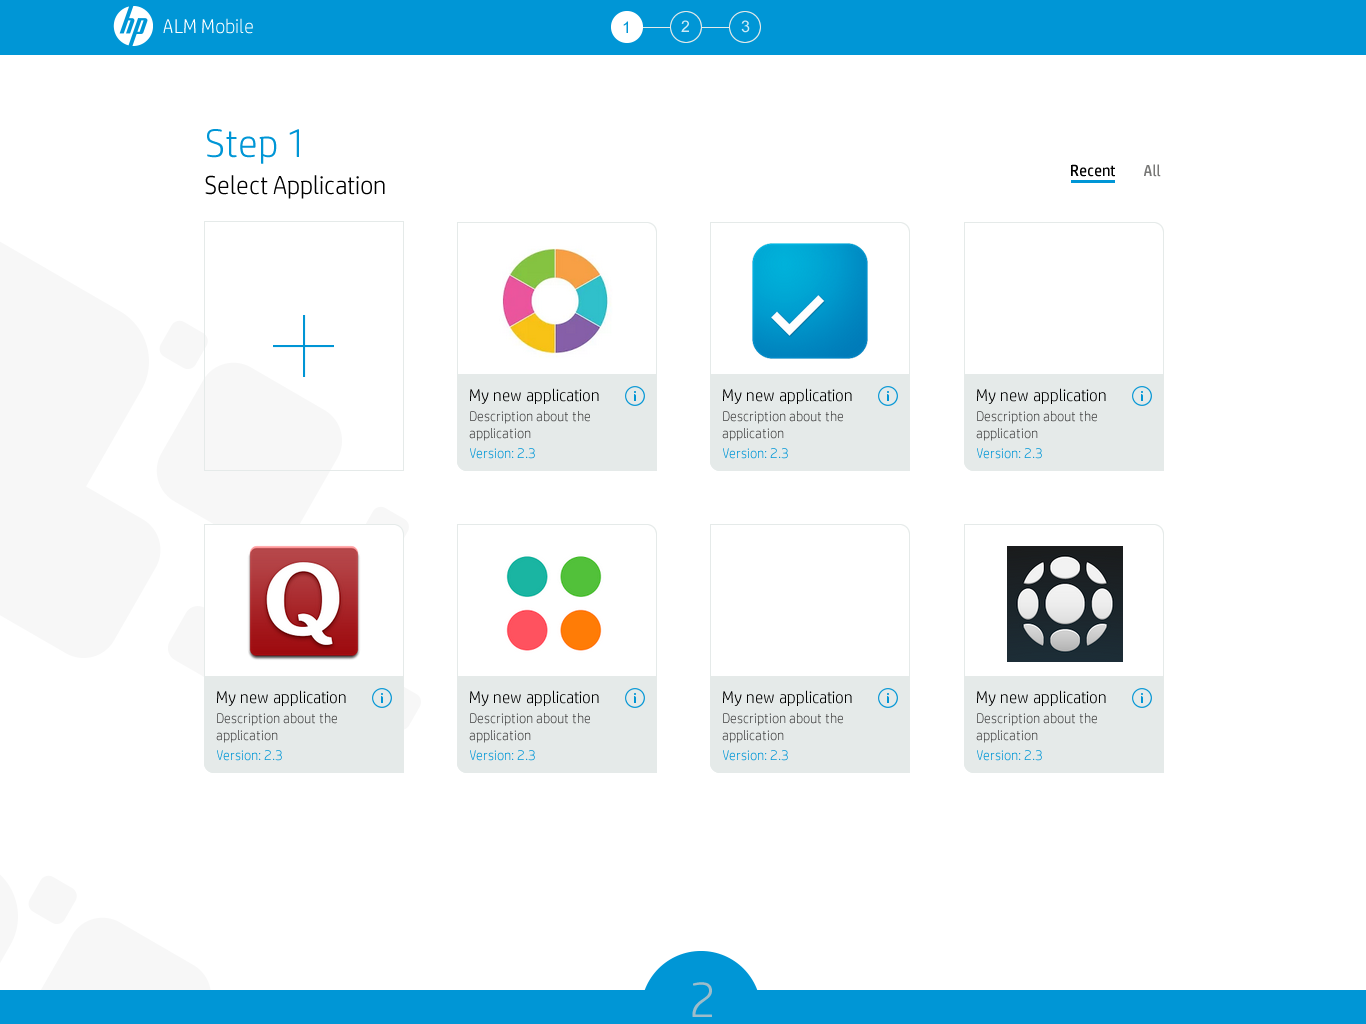 hp ALM Mobile
1 2 3
Step 1
Select Application
Recent All
My new application
Description about the
application
Version: 2.3
My new application
Description about the
application
Version: 2.3
My new application
Description about the
application
Version: 2.3
Q
My new application
Description about the
application
Version: 2.3
My new application
Description about the
application
Version: 2.3
My new application
Description about the
application
Version: 2.3
My new application
Description about the
application
Version: 2.3
2